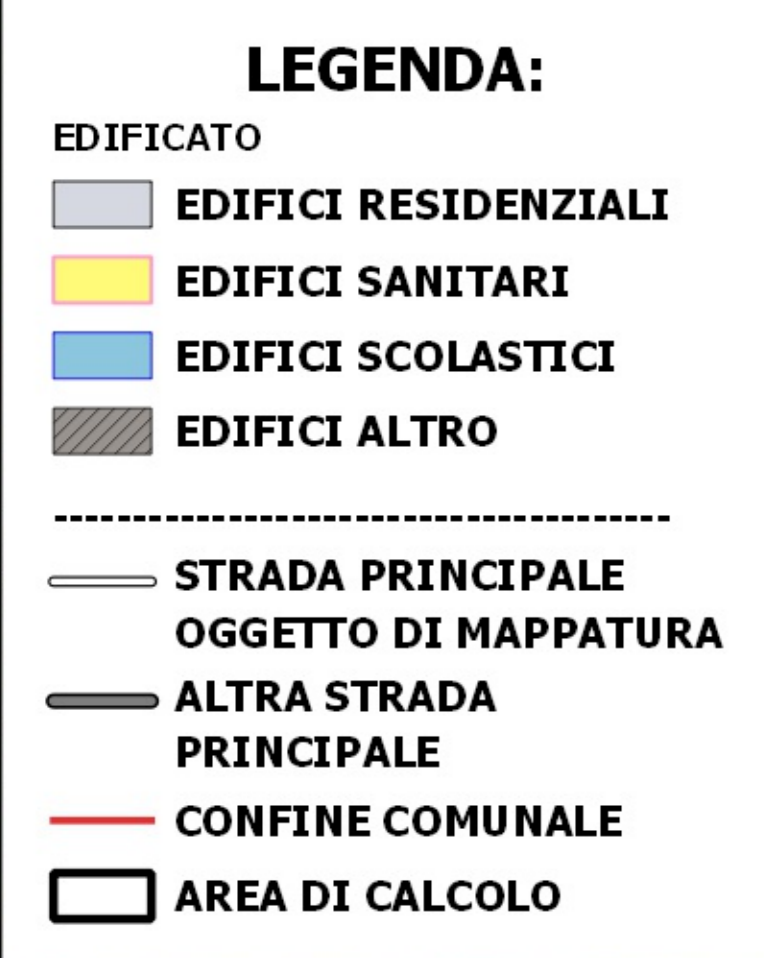 LEGENDA:
EDIFICATO
EDIFICI RESIDENZIALI
EDIFICI SANITARI
EDIFICI SCOLASTICI
EDIFICI ALTRO
---------------------------------------
STRADA PRINCIPALE
OGGETTO DI MAPPATURA
ALTRA STRADA
PRINCIPALE
CONFINE COMUNALE
AREA DI CALCOLO